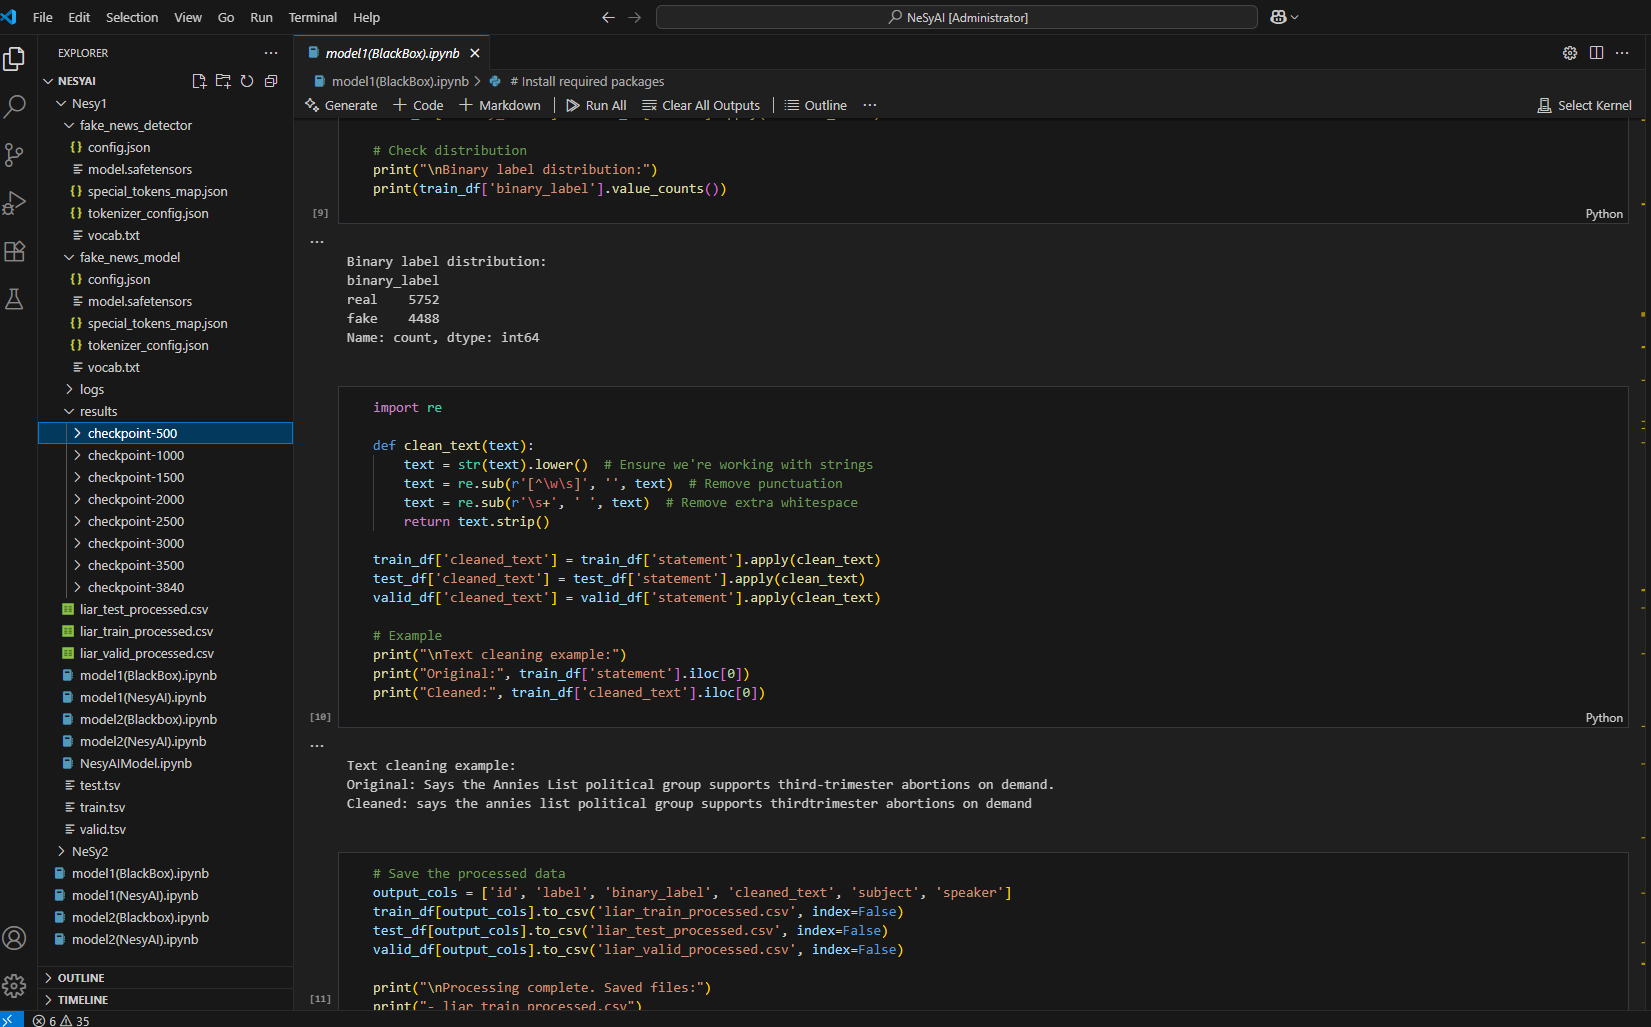 File Edit Selection View Go Run Terminal Help
NeSyAI [Administrator]
EXPLORER
NESYAI
Nesy1
fake_news_detector
config.json
model.safetensors
special_tokens_map.json
tokenizer_config.json
vocab.txt
fake_news_model
config.json
model.safetensors
special_tokens_map.json
tokenizer_config.json
vocab.txt
logs
results
checkpoint-500
checkpoint-1000
checkpoint-1500
checkpoint-2000
checkpoint-2500
checkpoint-3000
checkpoint-3500
checkpoint-3840
liar_test_processed.csv
liar_train_processed.csv
liar_valid_processed.csv
model1(BlackBox).ipynb
model1(NesyAI).ipynb
model2(Blackbox).ipynb
model2(NesyAI).ipynb
NesyAIModel.ipynb
test.tsv
train.tsv
valid.tsv
NeSy2
model1(BlackBox).ipynb
model1(NesyAI).ipynb
model2(Blackbox).ipynb
model2(NesyAI).ipynb
OUTLINE
TIMELINE
6 35
model1(BlackBox).ipynb
model1(BlackBox).ipynb > # Install required packages
Generate + Code + Markdown Run All Clear All Outputs Outline ...
Select Kernel
# Check distribution
print("\nBinary label distribution:")
print(train_df['binary_label'].value_counts())
[9]
Python
...
Binary label distribution:
binary_label
real    5752
fake    4488
Name: count, dtype: int64
import re
def clean_text(text):
    text = str(text).lower()  # Ensure we're working with strings
    text = re.sub(r'[^\w\s]', '', text)  # Remove punctuation
    text = re.sub(r'\s+', ' ', text)  # Remove extra whitespace
    return text.strip()
train_df['cleaned_text'] = train_df['statement'].apply(clean_text)
test_df['cleaned_text'] = test_df['statement'].apply(clean_text)
valid_df['cleaned_text'] = valid_df['statement'].apply(clean_text)
# Example
print("\nText cleaning example:")
print("Original:", train_df['statement'].iloc[0])
print("Cleaned:", train_df['cleaned_text'].iloc[0])
[10]
Python
...
Text cleaning example:
Original: Says the Annies List political group supports third-trimester abortions on demand.
Cleaned: says the annies list political group supports thirdtrimester abortions on demand
# Save the processed data
output_cols = ['id', 'label', 'binary_label', 'cleaned_text', 'subject', 'speaker']
train_df[output_cols].to_csv('liar_train_processed.csv', index=False)
test_df[output_cols].to_csv('liar_test_processed.csv', index=False)
valid_df[output_cols].to_csv('liar_valid_processed.csv', index=False)
print("\nProcessing complete. Saved files:")
[11]
print("- liar_train_processed.csv")